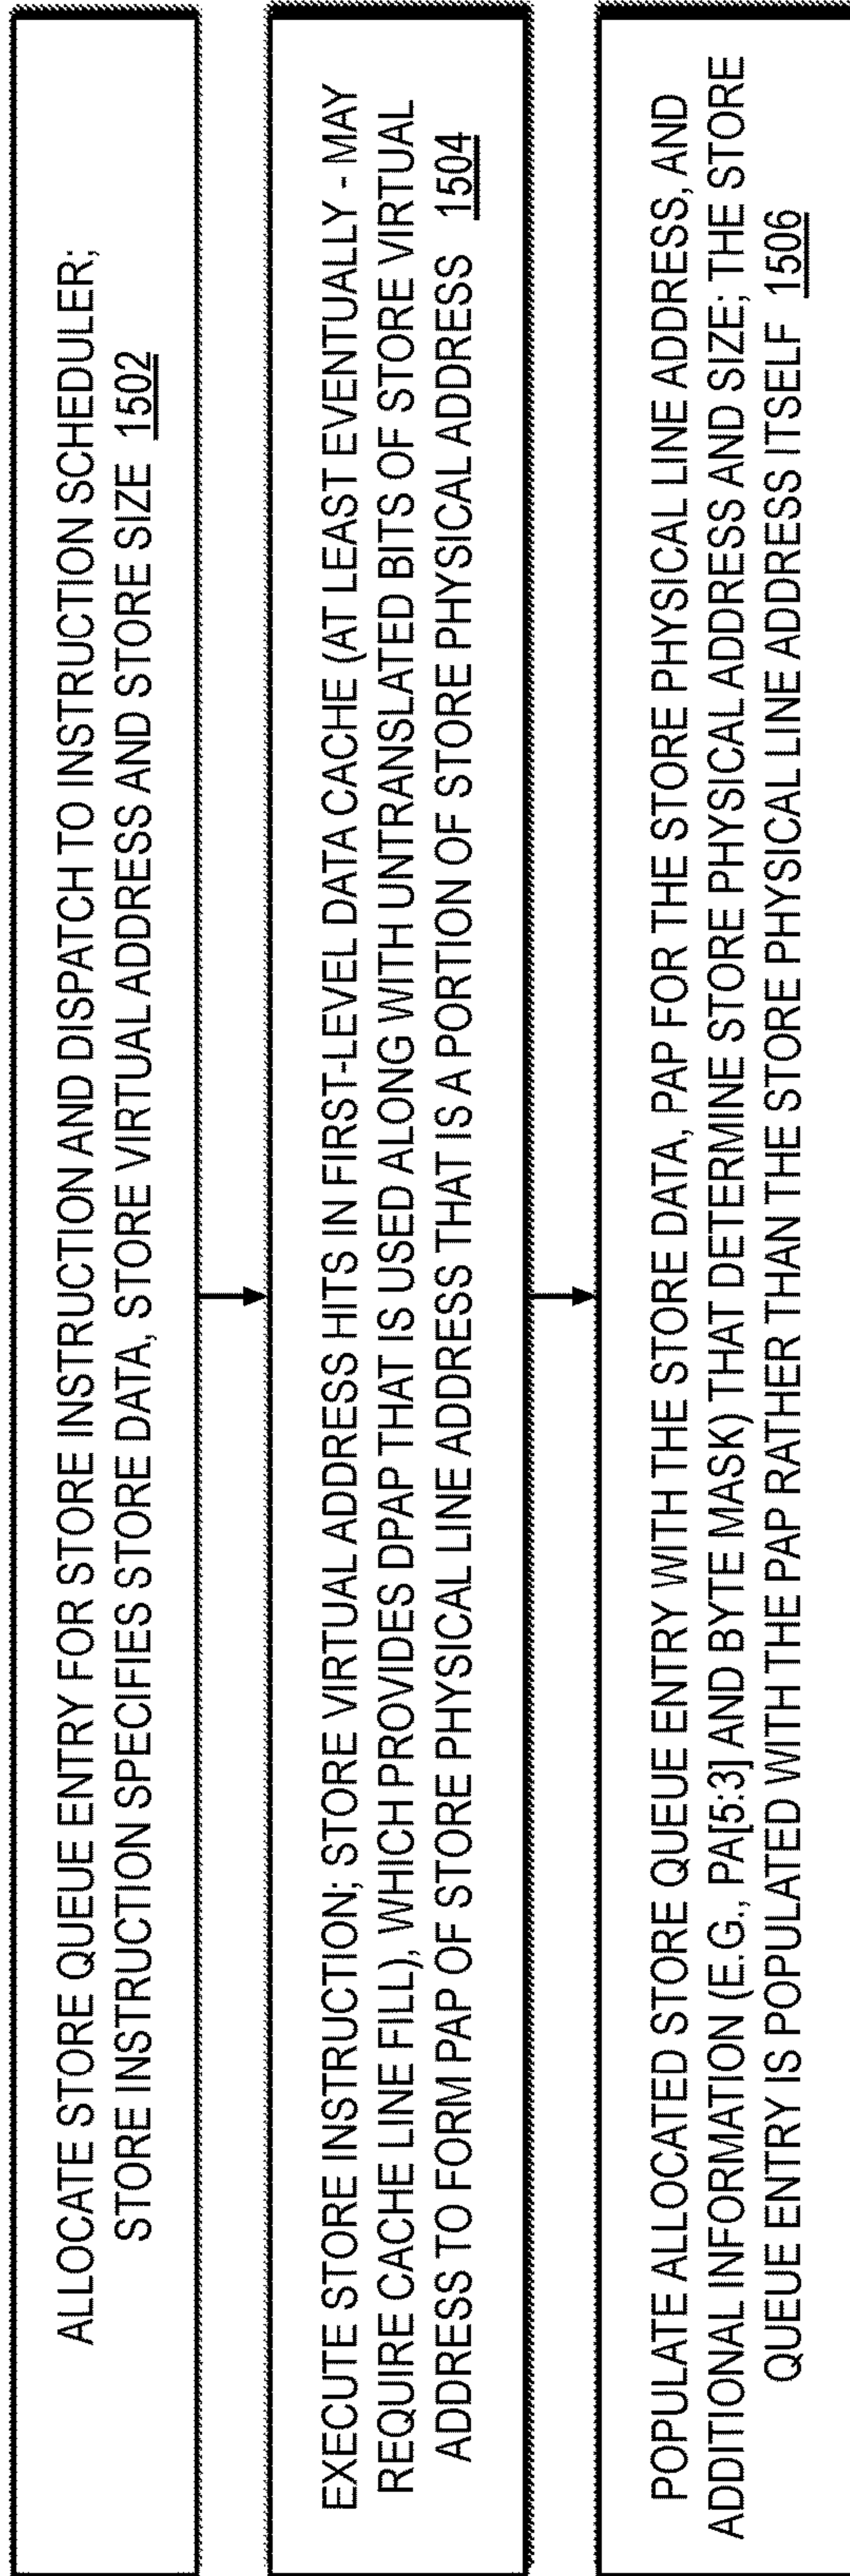 ALLOCATE STORE QUEUE ENTRY FOR STORE INSTRUCTION AND DISPATCH TO INSTRUCTION SCHEDULER;
STORE INSTRUCTION SPECIFIES STORE DATA, STORE VIRTUAL ADDRESS AND STORE SIZE 1502
EXECUTE STORE INSTRUCTION; STORE VIRTUAL ADDRESS HITS IN FIRST-LEVEL DATA CACHE (AT LEAST EVENTUALLY - MAY
REQUIRE CACHE LINE FILL), WHICH PROVIDES DPAP THAT IS USED ALONG WITH UNTRANSLATED BITS OF STORE VIRTUAL
ADDRESS TO FORM PAP OF STORE PHYSICAL LINE ADDRESS THAT IS A PORTION OF STORE PHYSICAL ADDRESS 1504
POPULATE ALLOCATED STORE QUEUE ENTRY WITH THE STORE DATA, PAP FOR THE STORE PHYSICAL LINE ADDRESS, AND
ADDITIONAL INFORMATION (E.G., PA[5:3] AND BYTE MASK) THAT DETERMINE STORE PHYSICAL ADDRESS AND SIZE; THE STORE
QUEUE ENTRY IS POPULATED WITH THE PAP RATHER THAN THE STORE PHYSICAL LINE ADDRESS ITSELF 1506